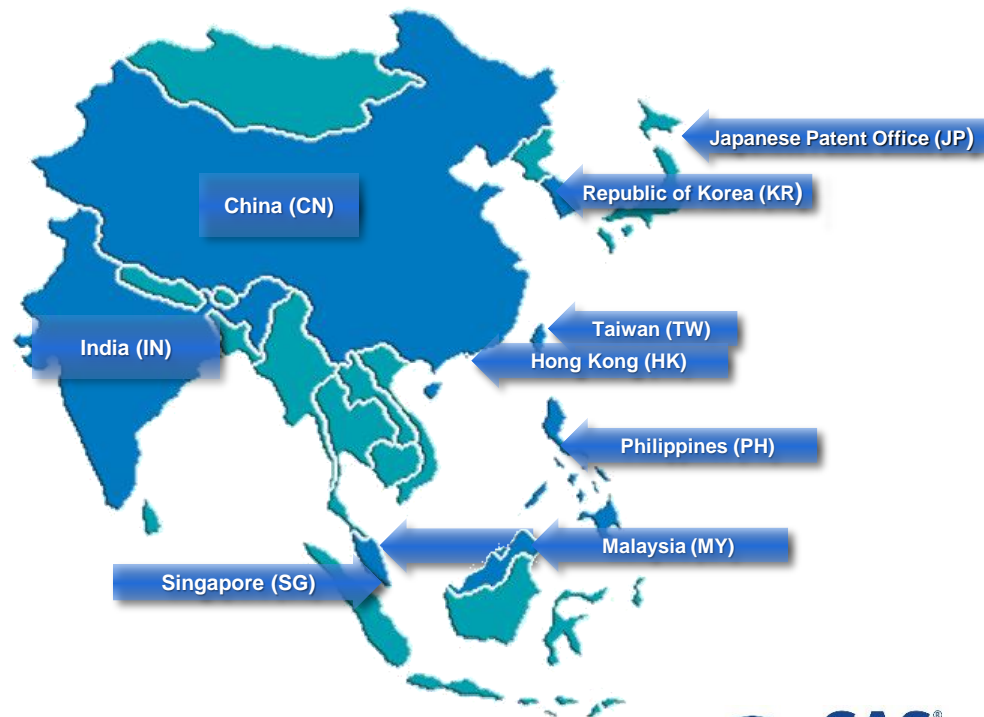 Japanese Patent Office (JP)
Republic of Korea (KR)
China (CN)
Taiwan (TW)
India (IN)
Hong Kong (HK)
Philippines (PH)
Malaysia (MY)
Singapore (SG)
CAS®